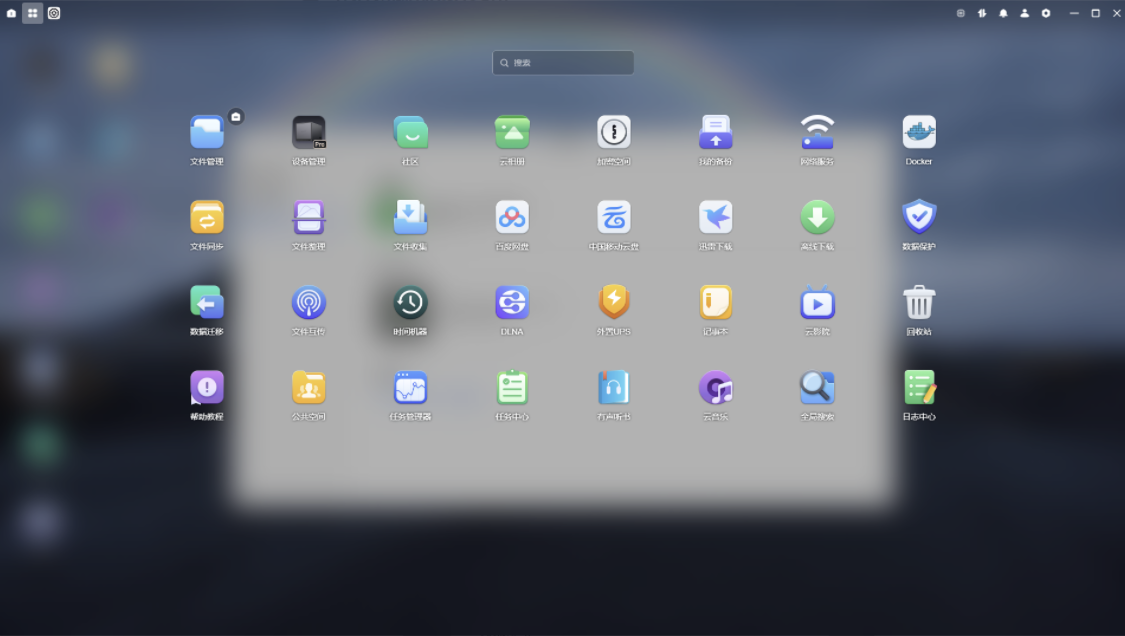 搜索
文件管理
设备管理
Pro
社区
云相册
加密空间
我的备份
网络服务
Docker
文件同步
文件整理
文件收集
百度网盘
中国移动云盘
迅雷下载
离线下载
数据保护
数据迁移
文件互传
时间机器
DLNA
外置UPS
记事本
云影院
回收站
帮助教程
公共空间
任务管理器
任务中心
有声听书
云音乐
全局搜索
日志中心